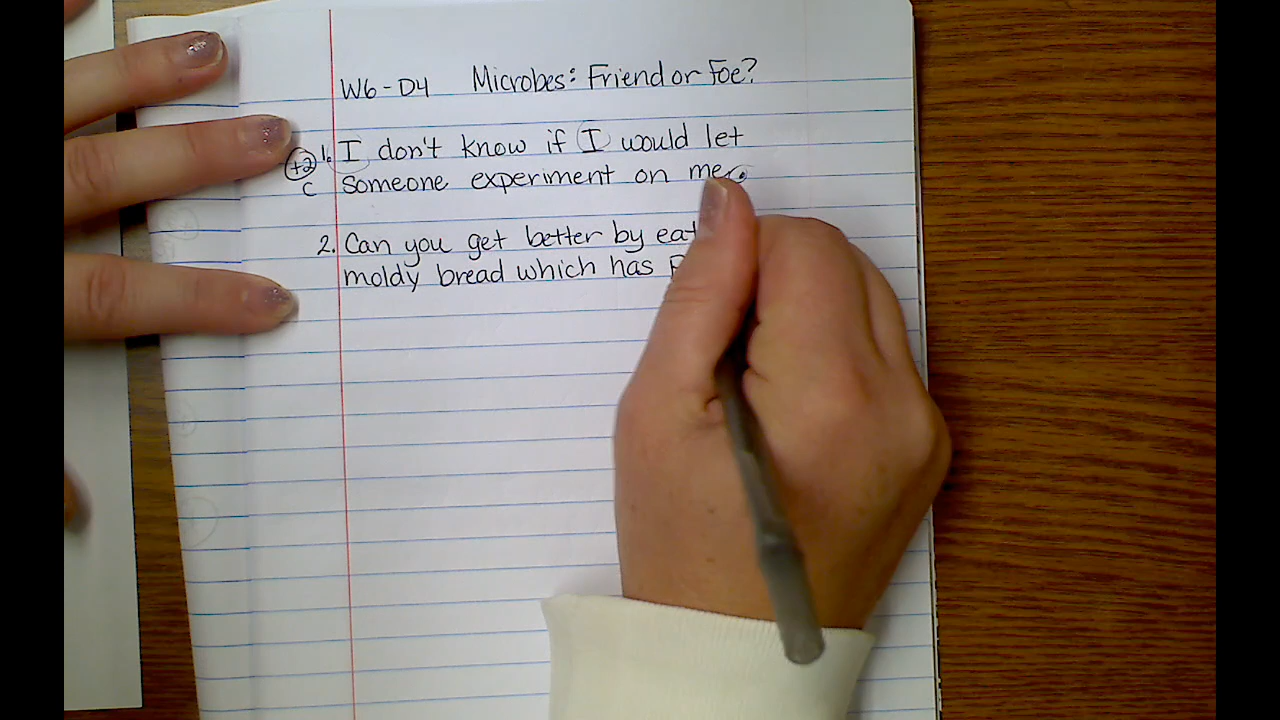 W6-D4 Microbes: Friend or Foe?
+2 1. I don't know if I would let
C someone experiment on me.
2. Can you get better by eat
moldy bread which has